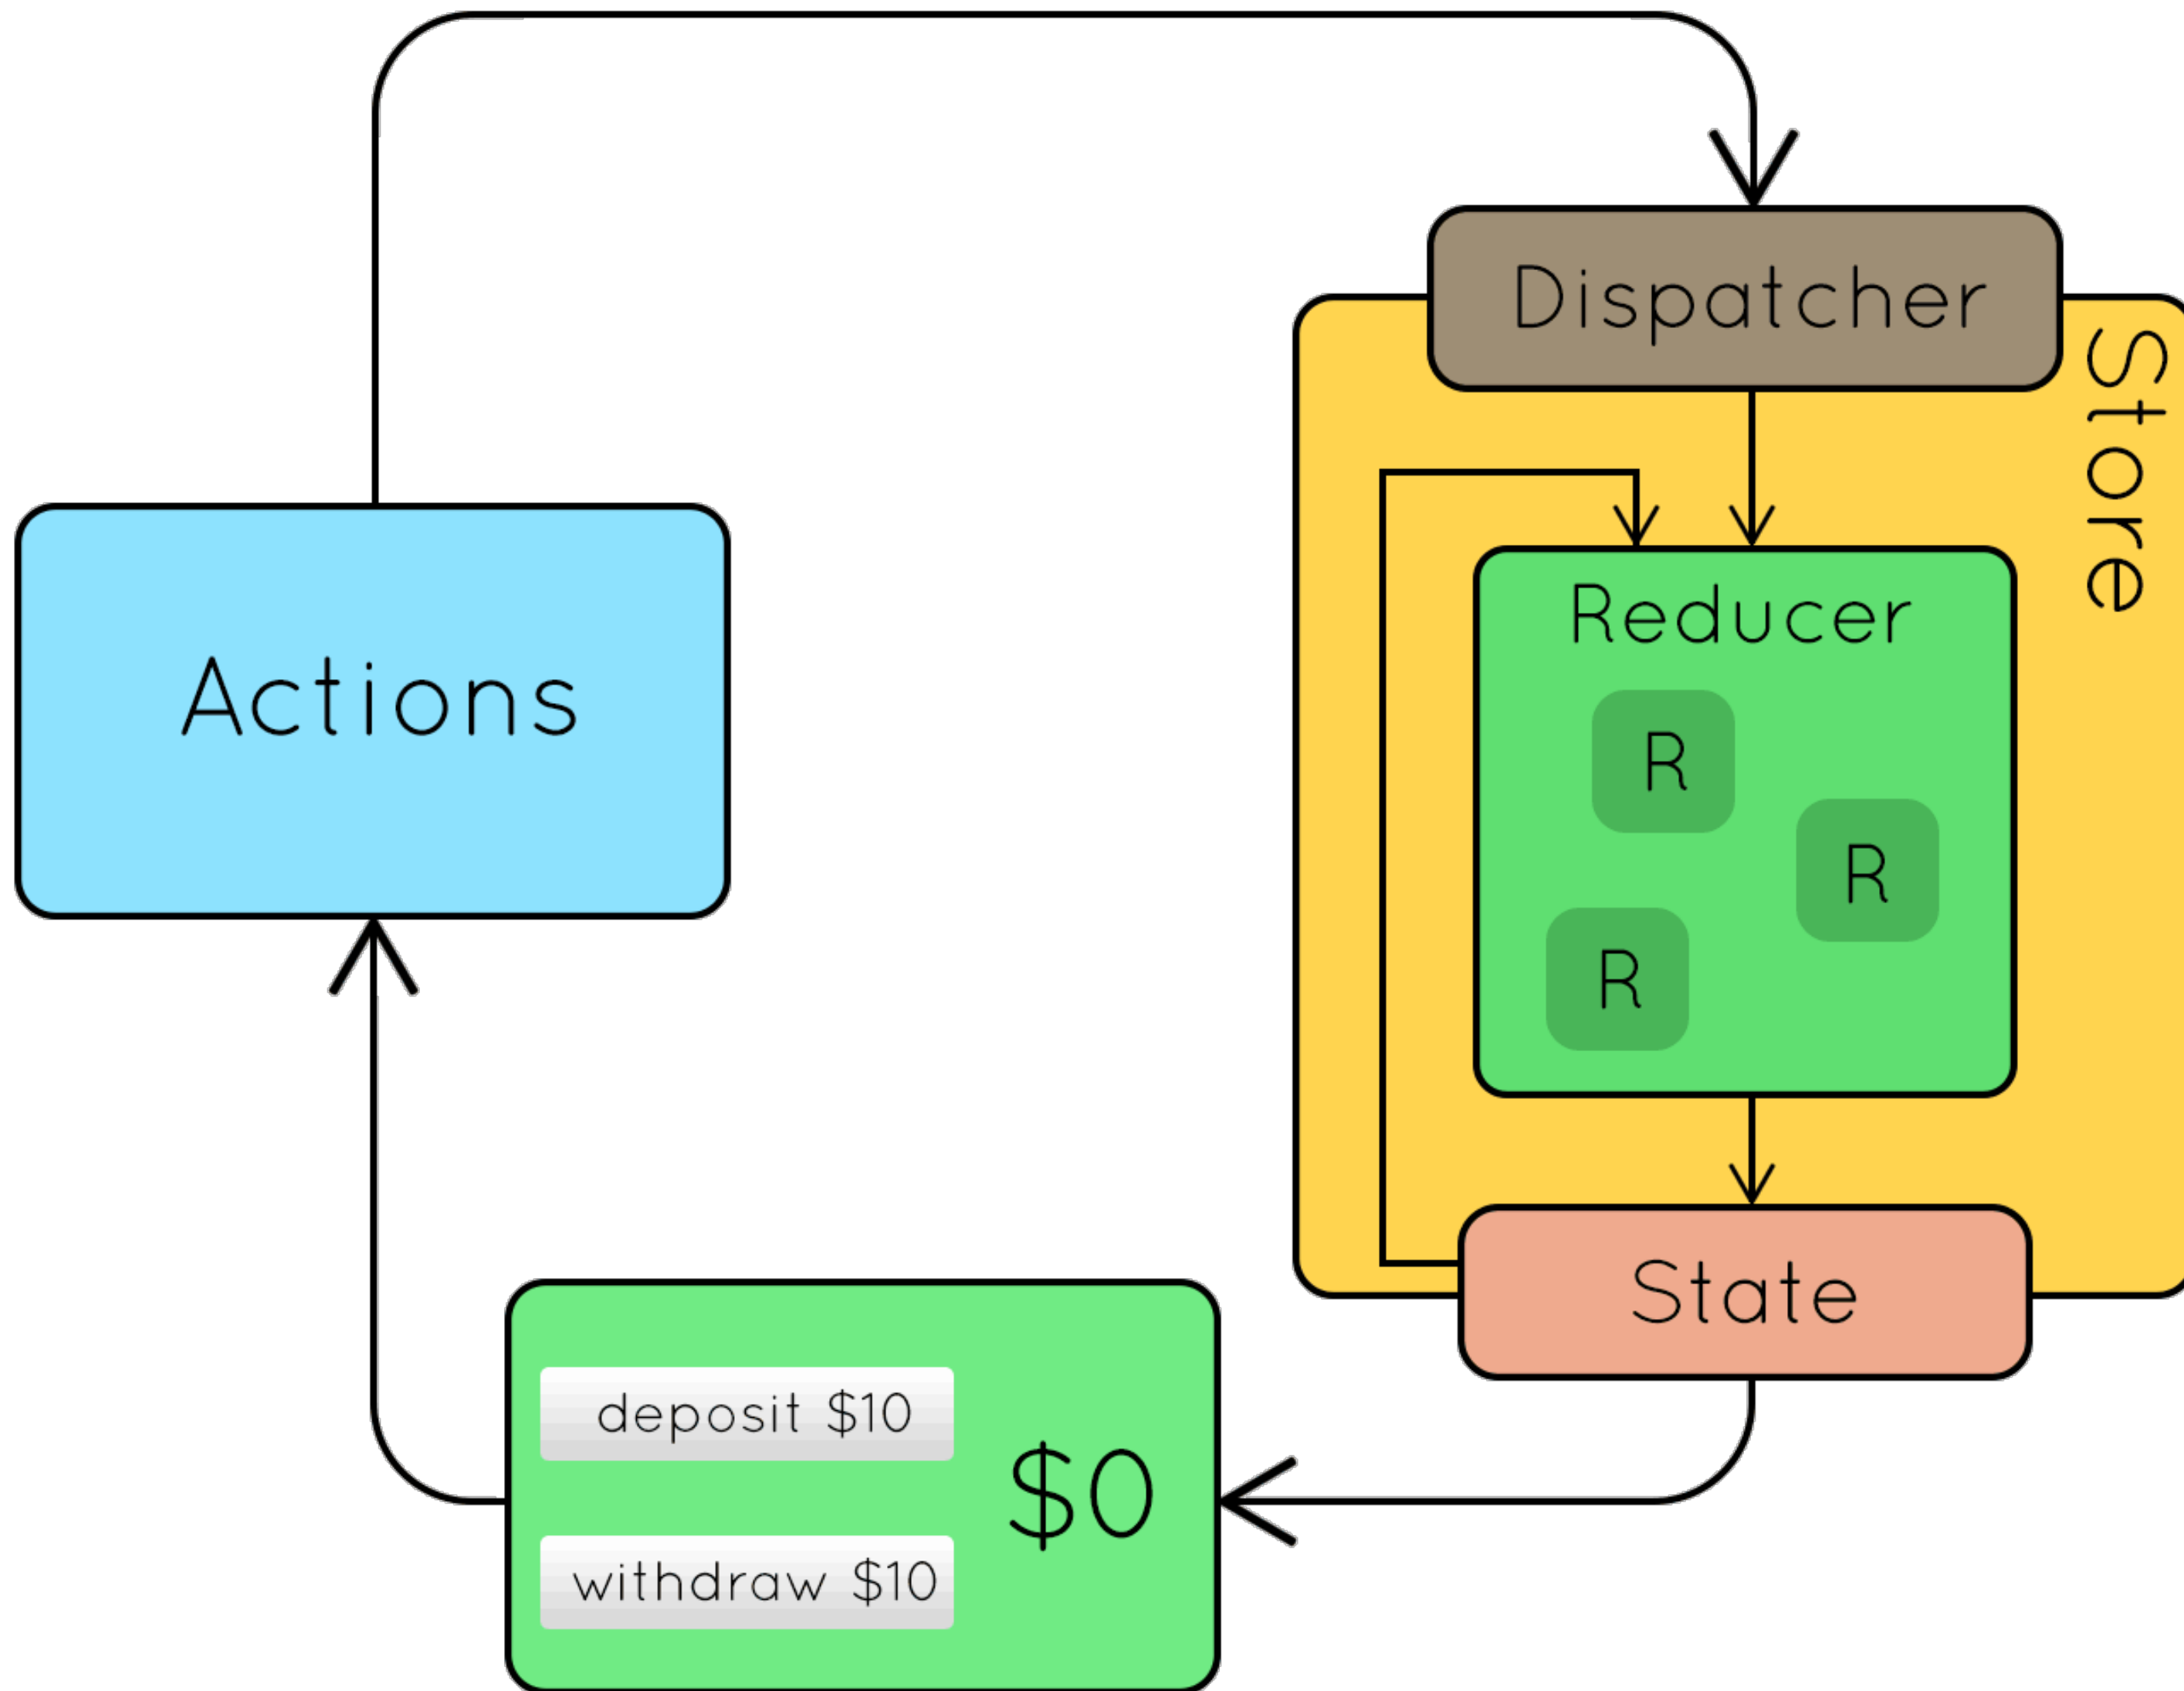 Dispatcher
Store
Reducer
R
R
R
Actions
State
deposit $10
$0
withdraw $10